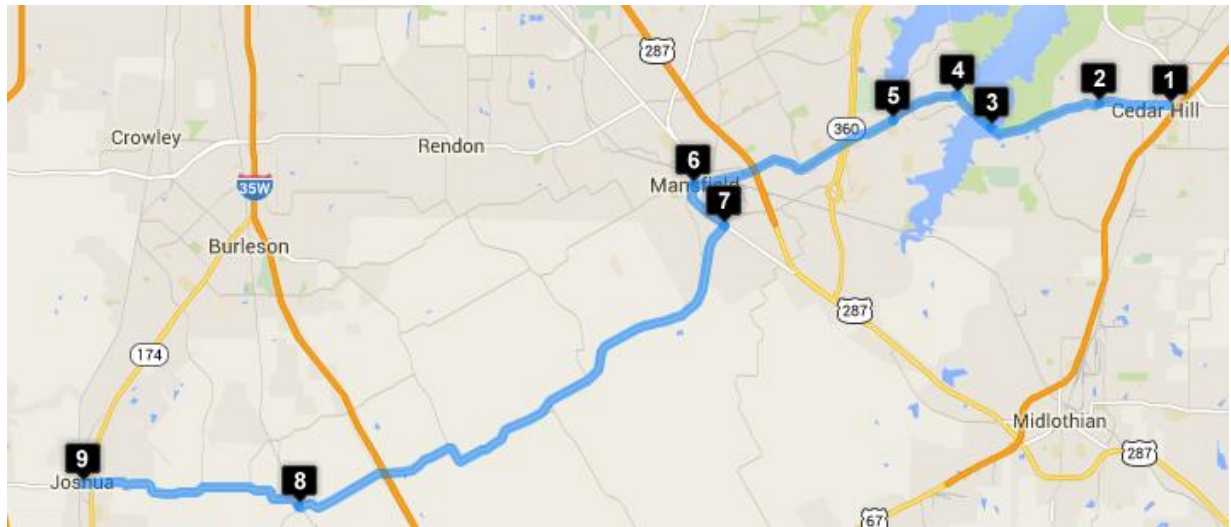 287
4
2
1
5
3
Cedar Hill
360
Crowley
Rendon
6
35W
Mansfield
7
Burleson
287
174
Midlothian
9
287
Joshua
8
67